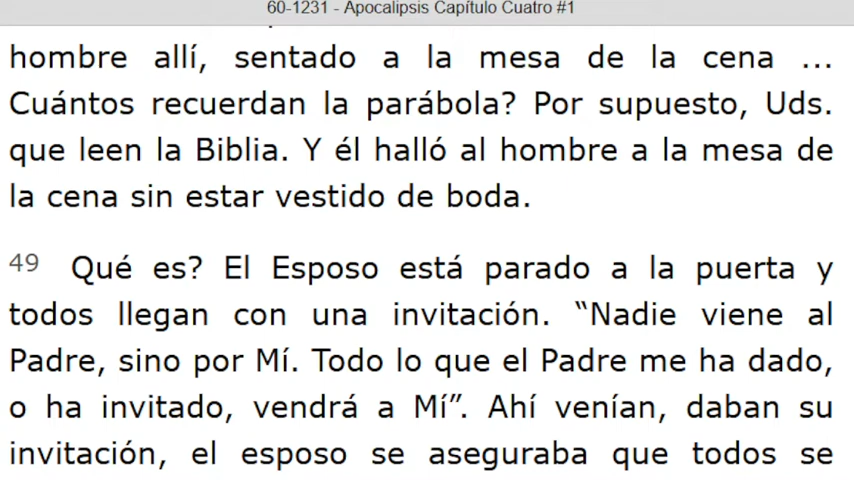 60-1231 - Apocalipsis Capítulo Cuatro #1
hombre allí, sentado a la mesa de la cena ...
Cuántos recuerdan la parábola? Por supuesto, Uds.
que leen la Biblia. Y él halló al hombre a la mesa de
la cena sin estar vestido de boda.
49 Qué es? El Esposo está parado a la puerta y
todos llegan con una invitación. “Nadie viene al
Padre, sino por Mí. Todo lo que el Padre me ha dado,
o ha invitado, vendrá a Mí”. Ahí venían, daban su
invitación, el esposo se aseguraba que todos se